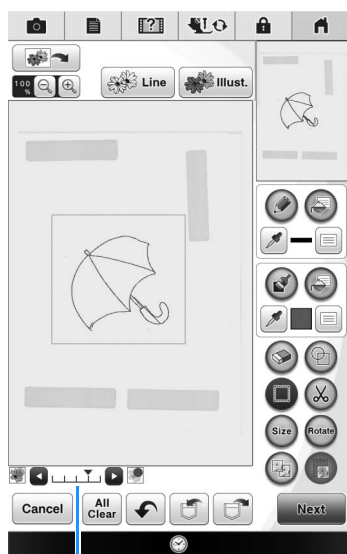 ?
100
%
Line
Illust.
Size
Rotate
Cancel
All
Clear
Next